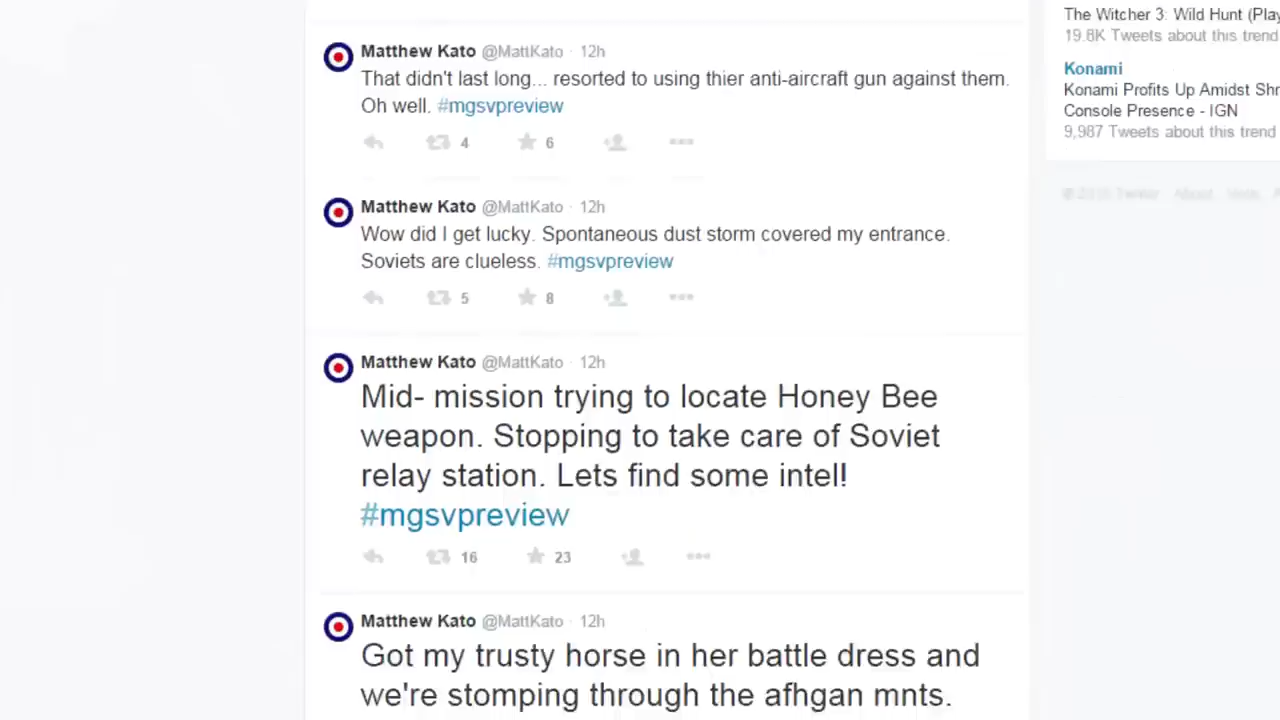 Matthew Kato @MattKato · 12h
That didn't last long... resorted to using thier anti-aircraft gun against them.
Oh well. #mgsvpreview
4 6
Matthew Kato @MattKato · 12h
Wow did I get lucky. Spontaneous dust storm covered my entrance.
Soviets are clueless. #mgsvpreview
5 8
Matthew Kato @MattKato · 12h
Mid- mission trying to locate Honey Bee
weapon. Stopping to take care of Soviet
relay station. Lets find some intel!
#mgsvpreview
16 23
Matthew Kato @MattKato · 12h
Got my trusty horse in her battle dress and
we're stomping through the afhgan mnts.
The Witcher 3: Wild Hunt (Play
19.8K Tweets about this trend
Konami
Konami Profits Up Amidst Shr
Console Presence - IGN
9,987 Tweets about this trend
Twitter About